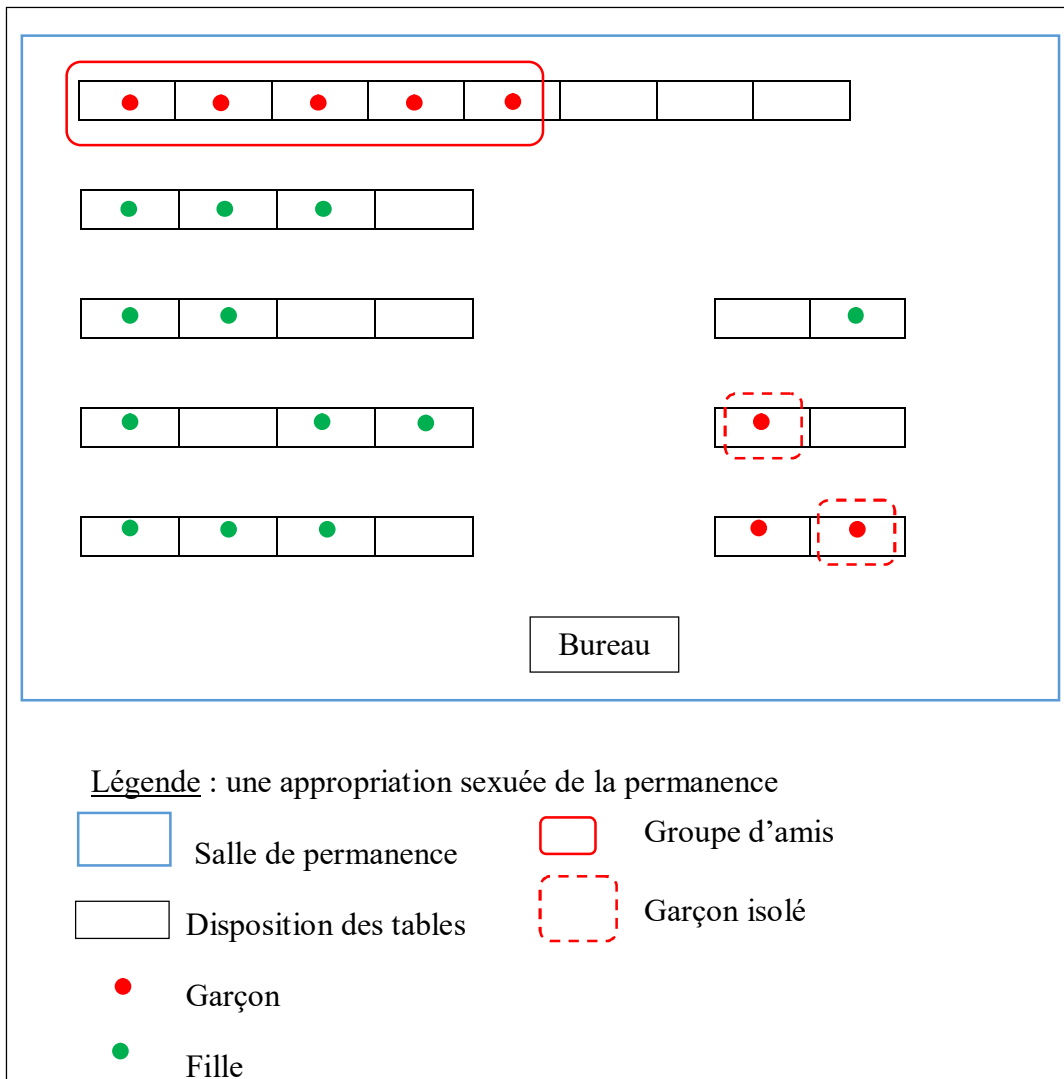 Bureau
Légende : une appropriation sexuée de la permanence
Salle de permanence
Groupe d’amis
Disposition des tables
Garçon isolé
Garçon
Fille